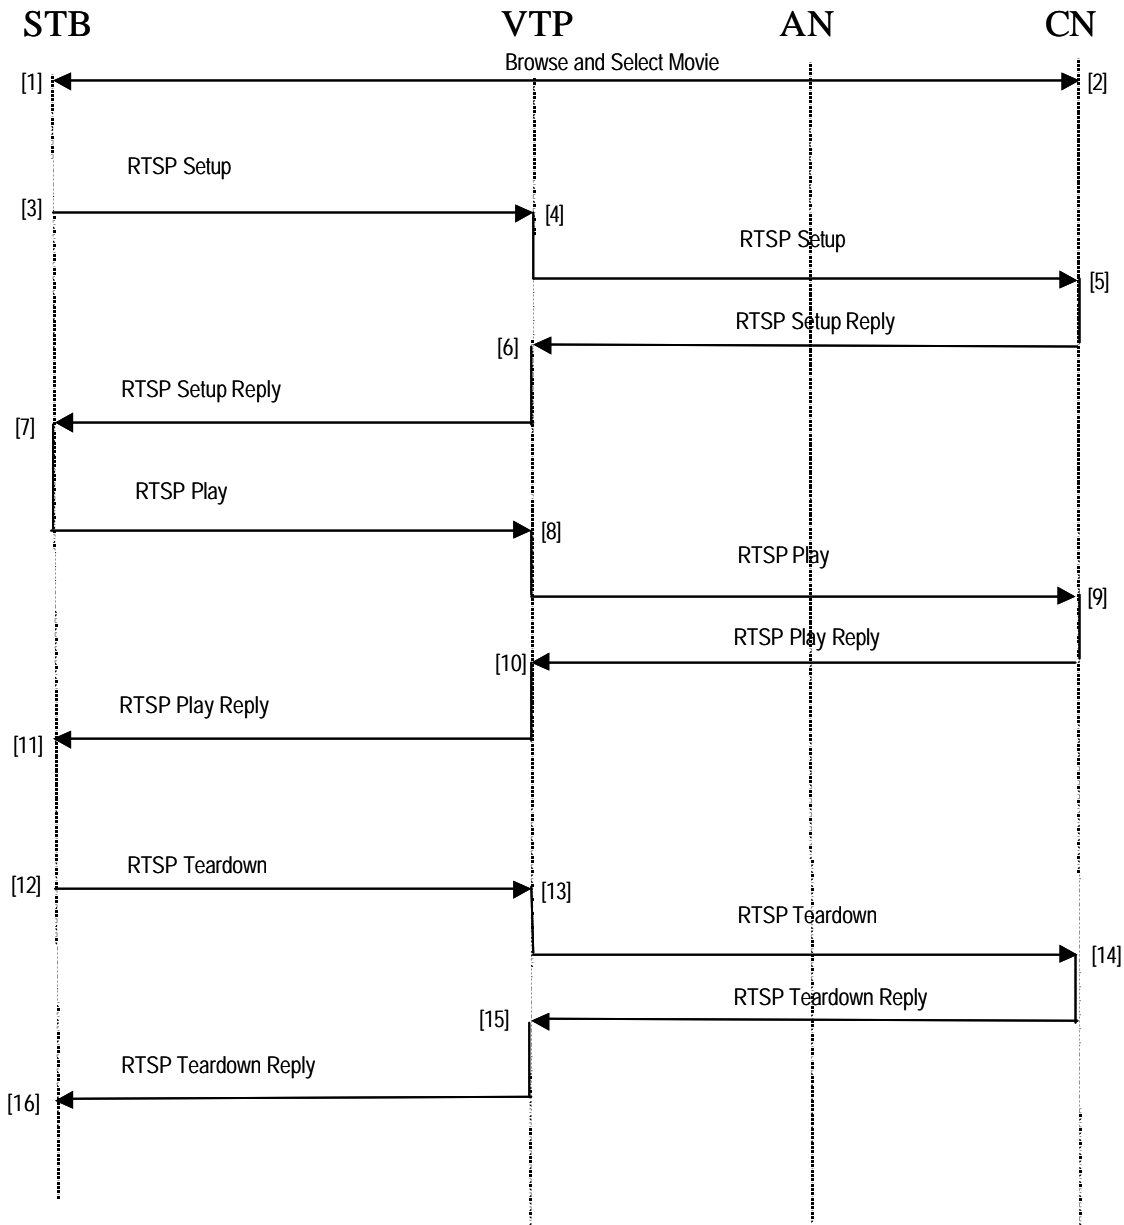 STB VTP AN CN
Browse and Select Movie
[1] [2]
RTSP Setup
[3] [4]
RTSP Setup
[5]
RTSP Setup Reply
[6]
RTSP Setup Reply
[7]
RTSP Play
[8]
RTSP Play
[9]
RTSP Play Reply
[10]
RTSP Play Reply
[11]
RTSP Teardown
[12] [13]
RTSP Teardown
[14]
RTSP Teardown Reply
[15]
RTSP Teardown Reply
[16]